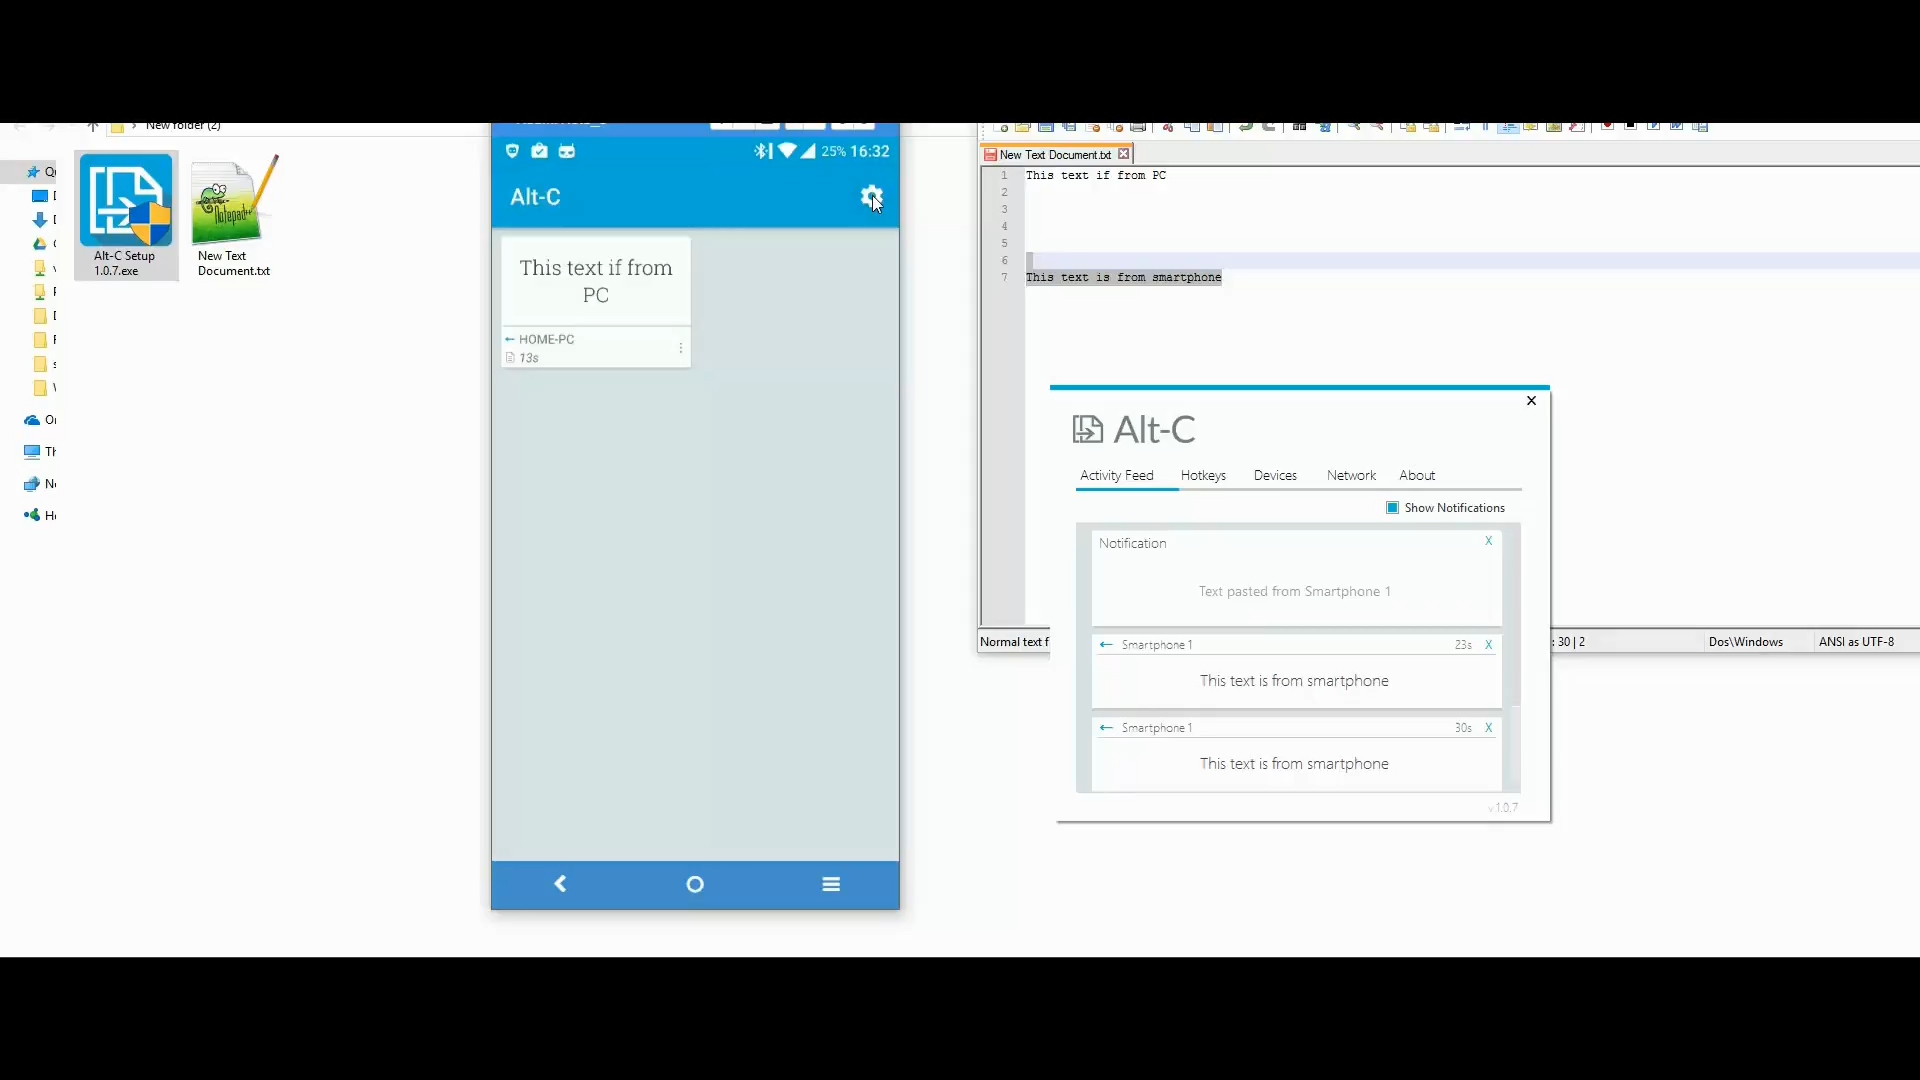 New folder (2)
Alt-C Setup
1.0.7.exe
New Text
Document.txt
25% 16:32
Alt-C
This text if from
PC
HOME-PC
13s
New Text Document.txt
1 This text if from PC
2
3
4
5
6
7 This text is from smartphone
Normal text f
: 30 | 2
Dos\Windows
ANSI as UTF-8
Alt-C
Activity Feed Hotkeys Devices Network About
Show Notifications
Notification X
Text pasted from Smartphone 1
Smartphone 1 23s X
This text is from smartphone
Smartphone 1 30s X
This text is from smartphone
v 1.0.7